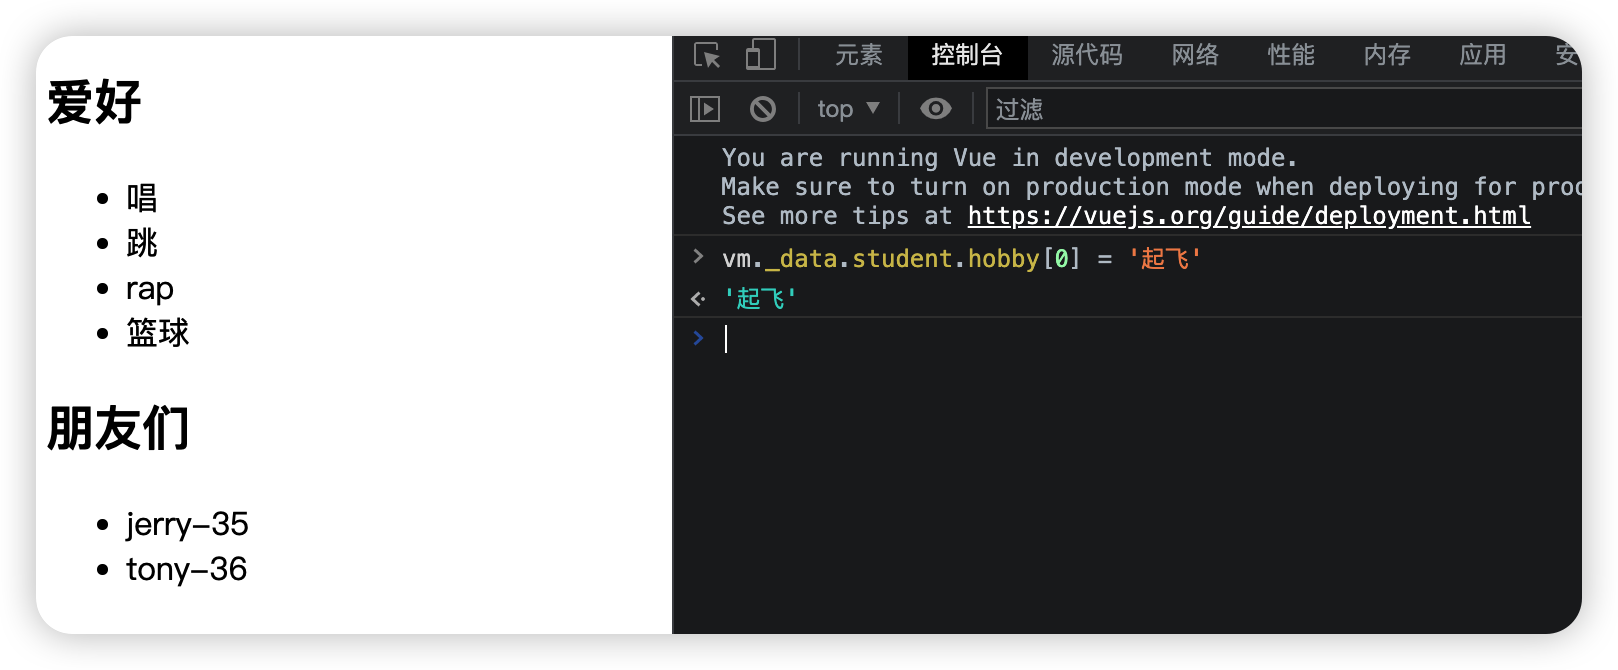 爱好
唱
跳
rap
篮球
朋友们
jerry-35
tony-36
元素 控制台 源代码 网络 性能 内存 应用
top ▼ 过滤
You are running Vue in development mode.
Make sure to turn on production mode when deploying for
See more tips at https://vuejs.org/guide/deployment.html
> vm._data.student.hobby[0] = '起飞'
'起飞'
>